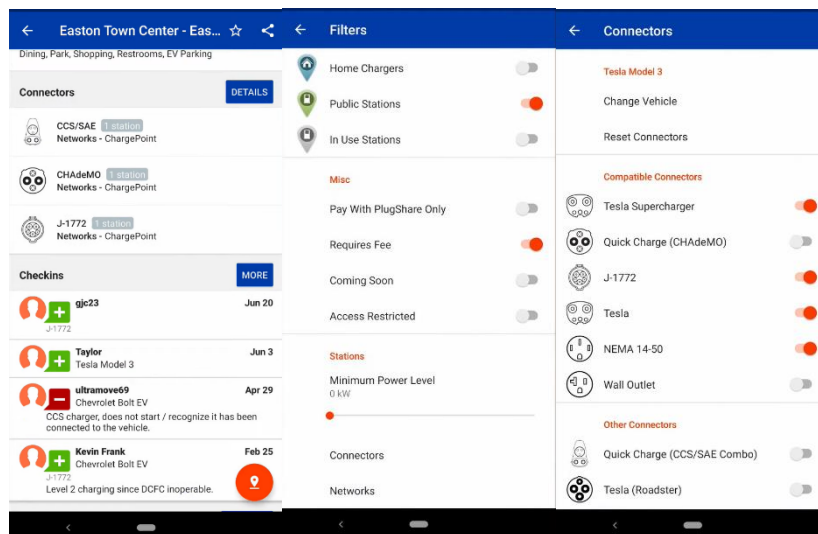 Easton Town Center - Eas...
Dining, Park, Shopping, Restrooms, EV Parking
Connectors
DETAILS
CCS/SAE 1 station
Networks - ChargePoint
CHAdeMO 1 station
Networks - ChargePoint
J-1772 1 station
Networks - ChargePoint
Checkins
MORE
gjc23
Jun 20
J-1772
Taylor
Jun 3
Tesla Model 3
ultramove69
Apr 29
Chevrolet Bolt EV
CCS charger, does not start / recognize it has been
connected to the vehicle.
Kevin Frank
Feb 25
Chevrolet Bolt EV
J-1772
Level 2 charging since DCFC inoperable.
Filters
Home Chargers
Public Stations
In Use Stations
Misc
Pay With PlugShare Only
Requires Fee
Coming Soon
Access Restricted
Stations
Minimum Power Level
0 kW
Connectors
Networks
Connectors
Tesla Model 3
Change Vehicle
Reset Connectors
Compatible Connectors
Tesla Supercharger
Quick Charge (CHAdeMO)
J-1772
Tesla
NEMA 14-50
Wall Outlet
Other Connectors
Quick Charge (CCS/SAE Combo)
Tesla (Roadster)